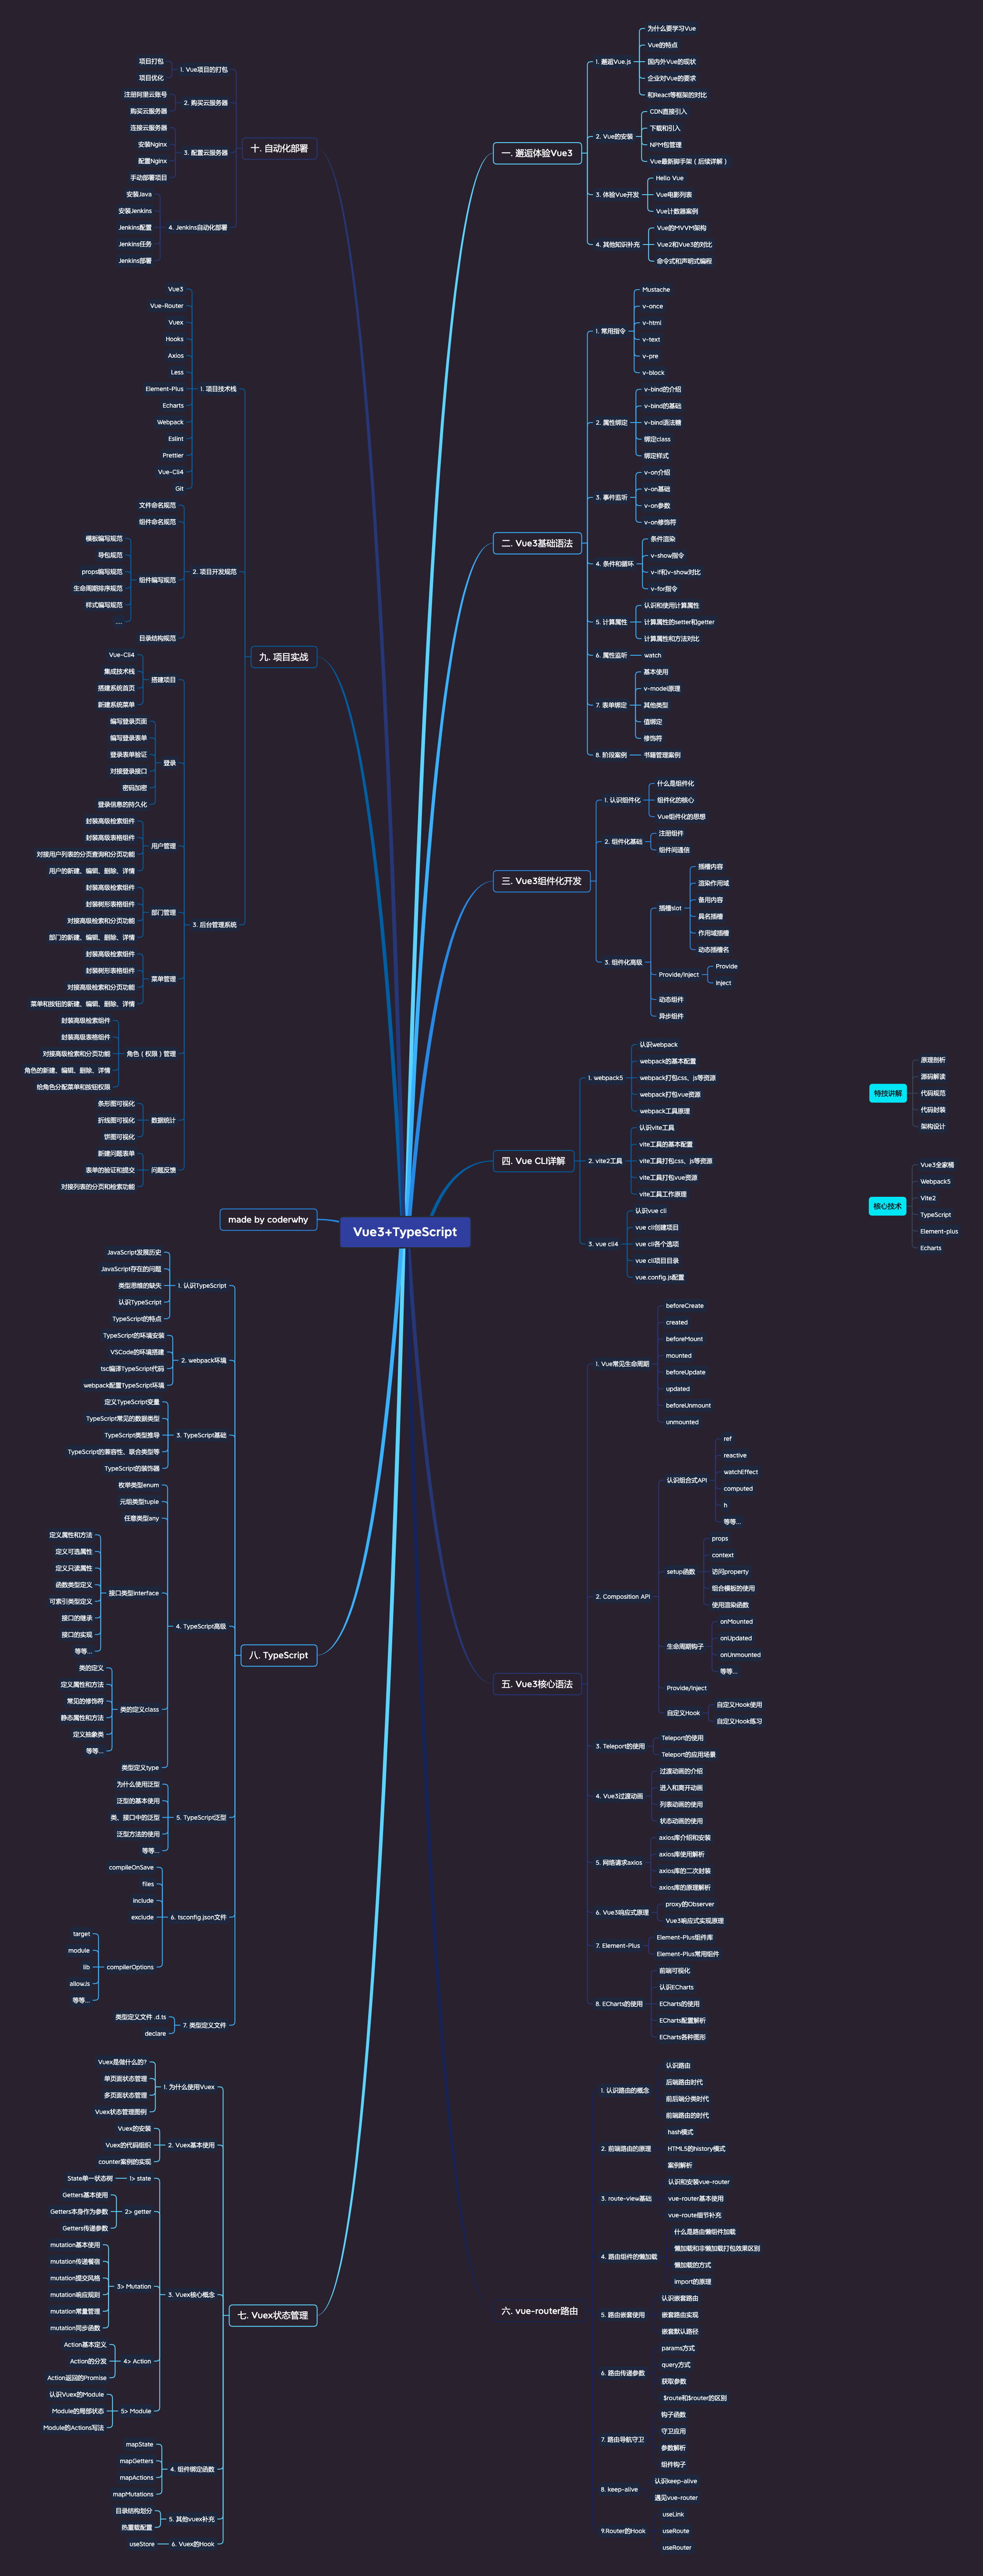 Vue3+TypeScript
made by coderwhy
一. 邂逅体验Vue3
1. 邂逅Vue.js
为什么要学习Vue
Vue的特点
国内外Vue的现状
企业对Vue的要求
和React等框架的对比
2. Vue的安装
CDN直接引入
下载和引入
NPM包管理
Vue最新脚手架（后续详解）
3. 体验Vue开发
Hello Vue
Vue电影列表
Vue计数器案例
4. 其他知识补充
Vue的MVVM架构
Vue2和Vue3的对比
命令式和声明式编程
二. Vue3基础语法
1. 常用指令
Mustache
v-once
v-html
v-text
v-pre
v-block
2. 属性绑定
v-bind的介绍
v-bind的基础
v-bind语法糖
绑定class
绑定样式
3. 事件监听
v-on介绍
v-on基础
v-on参数
v-on修饰符
4. 条件和循环
条件渲染
v-show指令
v-if和v-show对比
v-for指令
5. 计算属性
认识和使用计算属性
计算属性的setter和getter
计算属性和方法对比
6. 属性监听
watch
7. 表单绑定
基本使用
v-model原理
其他类型
值绑定
修饰符
8. 阶段案例
书籍管理案例
三. Vue3组件化开发
1. 认识组件化
什么是组件化
组件化的核心
Vue组件化的思想
2. 组件化基础
注册组件
组件间通信
3. 组件化高级
插槽slot
插槽内容
渲染作用域
备用内容
具名插槽
作用域插槽
动态插槽名
Provide/Inject
Provide
Inject
动态组件
异步组件
四. Vue CLI详解
1. webpack5
认识webpack
webpack的基本配置
webpack打包css、js等资源
webpack打包vue资源
webpack工具原理
2. vite2工具
认识vite工具
vite工具的基本配置
vite工具打包css、js等资源
vite工具打包vue资源
vite工具工作原理
3. vue cli4
认识vue cli
vue cli创建项目
vue cli各个选项
vue cli项目目录
vue.config.js配置
五. Vue3核心语法
1. Vue常见生命周期
beforeCreate
created
beforeMount
mounted
beforeUpdate
updated
beforeUnmount
unmounted
2. Composition API
认识组合式API
ref
reactive
watchEffect
computed
h
等等...
setup函数
props
context
访问property
组合模板的使用
使用渲染函数
生命周期钩子
onMounted
onUpdated
onUnmounted
等等...
Provide/Inject
自定义Hook
自定义Hook使用
自定义Hook练习
3. Teleport的使用
Teleport的使用
Teleport的应用场景
4. Vue3过渡动画
过渡动画的介绍
进入和离开动画
列表动画的使用
状态动画的使用
5. 网络请求axios
axios库介绍和安装
axios库使用解析
axios库的二次封装
axios库的原理解析
6. Vue3响应式原理
proxy的Observer
Vue3响应式实现原理
7. Element-Plus
Element-Plus组件库
Element-Plus常用组件
8. ECharts的使用
前端可视化
认识ECharts
ECharts的使用
ECharts配置解析
ECharts各种图形
六. vue-router路由
1. 认识路由的概念
认识路由
后端路由时代
前后端分类时代
前端路由的时代
2. 前端路由的原理
hash模式
HTML5的history模式
案例解析
3. route-view基础
认识和安装vue-router
vue-router基本使用
vue-route细节补充
4. 路由组件的懒加载
什么是路由懒组件加载
懒加载和非懒加载打包效果区别
懒加载的方式
import的原理
5. 路由嵌套使用
认识嵌套路由
嵌套路由实现
嵌套默认路径
6. 路由传递参数
params方式
query方式
获取参数
$route和$router的区别
7. 路由导航守卫
钩子函数
守卫应用
参数解析
组件钩子
8. keep-alive
认识keep-alive
遇见vue-router
9.Router的Hook
useLink
useRoute
useRouter
特技讲解
原理剖析
源码解读
代码规范
代码封装
架构设计
核心技术
Vue3全家桶
Webpack5
Vite2
TypeScript
Element-plus
Echarts
十. 自动化部署
1. Vue项目的打包
项目打包
项目优化
2. 购买云服务器
注册阿里云账号
购买云服务器
3. 配置云服务器
连接云服务器
安装Nginx
配置Nginx
手动部署项目
4. Jenkins自动化部署
安装Java
安装Jenkins
Jenkins配置
Jenkins任务
Jenkins部署
九. 项目实战
1. 项目技术栈
Vue3
Vue-Router
Vuex
Hooks
Axios
Less
Element-Plus
Echarts
Webpack
Eslint
Prettier
Vue-Cli4
Git
2. 项目开发规范
文件命名规范
组件命名规范
组件编写规范
模板编写规范
导包规范
props编写规范
生命周期排序规范
样式编写规范
....
目录结构规范
3. 后台管理系统
搭建项目
Vue-Cli4
集成技术栈
搭建系统首页
新建系统菜单
登录
编写登录页面
编写登录表单
登录表单验证
对接登录接口
密码加密
登录信息的持久化
用户管理
封装高级检索组件
封装高级表格组件
对接用户列表的分页查询和分页功能
用户的新建、编辑、删除、详情
部门管理
封装高级检索组件
封装树形表格组件
对接高级检索和分页功能
部门的新建、编辑、删除、详情
菜单管理
封装高级检索组件
封装树形表格组件
对接高级检索和分页功能
菜单和按钮的新建、编辑、删除、详情
角色（权限）管理
封装高级检索组件
封装高级表格组件
对接高级检索和分页功能
角色的新建、编辑、删除、详情
给角色分配菜单和按钮权限
数据统计
条形图可视化
折线图可视化
饼图可视化
问题反馈
新建问题表单
表单的验证和提交
对接列表的分页和检索功能
八. TypeScript
1. 认识TypeScript
JavaScript发展历史
JavaScript存在的问题
类型思维的缺失
认识TypeScript
TypeScript的特点
2. webpack环境
TypeScript的环境安装
VSCode的环境搭建
tsc编译TypeScript代码
webpack配置TypeScript环境
3. TypeScript基础
定义TypeScript变量
TypeScript常见的数据类型
TypeScript类型推导
TypeScript的兼容性、联合类型等
TypeScript的装饰器
4. TypeScript高级
枚举类型enum
元组类型tuple
任意类型any
接口类型interface
定义属性和方法
定义可选属性
定义只读属性
函数类型定义
可索引类型定义
接口的继承
接口的实现
等等...
类的定义class
类的定义
定义属性和方法
常见的修饰符
静态属性和方法
定义抽象类
等等...
类型定义type
5. TypeScript泛型
为什么使用泛型
泛型的基本使用
类、接口中的泛型
泛型方法的使用
等等...
6. tsconfig.json文件
compileOnSave
files
include
exclude
compilerOptions
target
module
lib
allowJs
等等...
7. 类型定义文件
类型定义文件 .d.ts
declare
七. Vuex状态管理
1. 为什么使用Vuex
Vuex是做什么的?
单页面状态管理
多页面状态管理
Vuex状态管理图例
2. Vuex基本使用
Vuex的安装
Vuex的代码组织
counter案例的实现
3. Vuex核心概念
1> state
State单一状态树
2> getter
Getters基本使用
Getters本身作为参数
Getters传递参数
3> Mutation
mutation基本使用
mutation传递餐宿
mutation提交风格
mutation响应规则
mutation常量管理
mutation同步函数
4> Action
Action基本定义
Action的分发
Action返回的Promise
5> Module
认识Vuex的Module
Module的局部状态
Module的Actions写法
4. 组件绑定函数
mapState
mapGetters
mapActions
mapMutations
5. 其他vuex补充
目录结构划分
热重载配置
6. Vuex的Hook
useStore